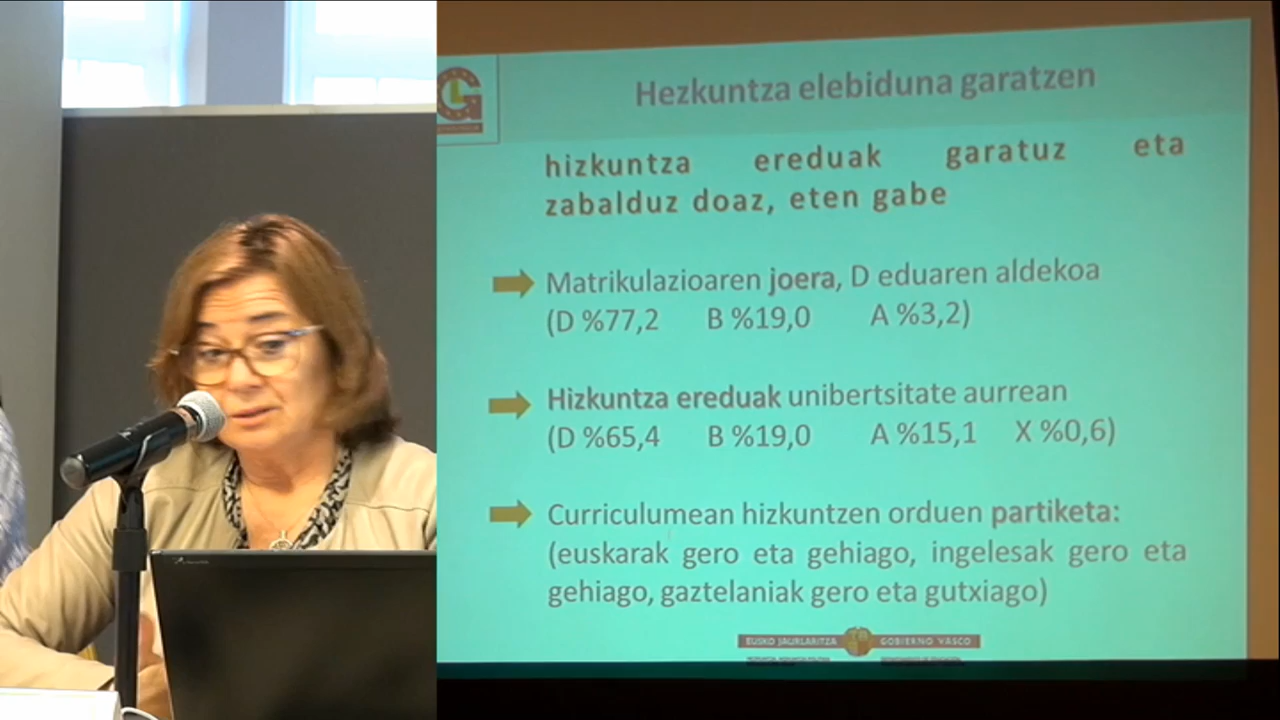 Hezkuntza elebiduna garatzen
hizkuntza ereduak garatuz eta
zabalduz doaz, eten gabe
Matrikulazioaren joera, D eduaren aldekoa
(D %77,2 B %19,0 A %3,2)
Hizkuntza ereduak unibertsitate aurrean
(D %65,4 B %19,0 A %15,1 X %0,6)
Curriculumean hizkuntzen orduen partiketa:
(euskarak gero eta gehiago, ingelesak gero eta
gehiago, gaztelaniak gero eta gutxiago)
EUSKO JAURLARITZA GOBIERNO VASCO